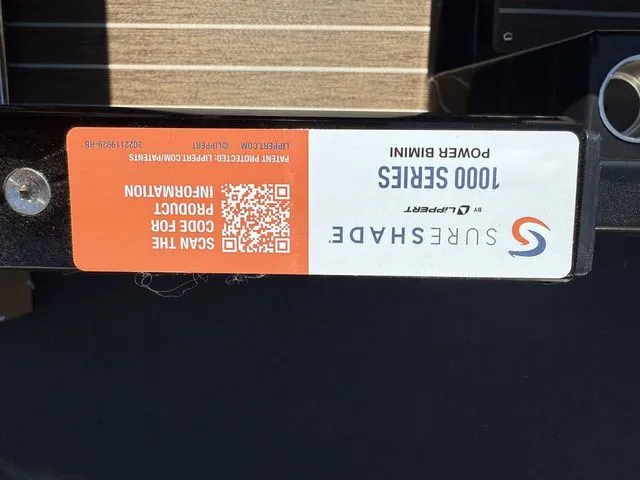 SURESHADE
BY LIPPERT
1000 SERIES
POWER BIMINI
SCAN THE
CODE FOR
PRODUCT
INFORMATION
PATENT PROTECTED: LIPPERT.COM/PATENTS
LIPPERT.COM ©LIPPERT 2022119929-RB